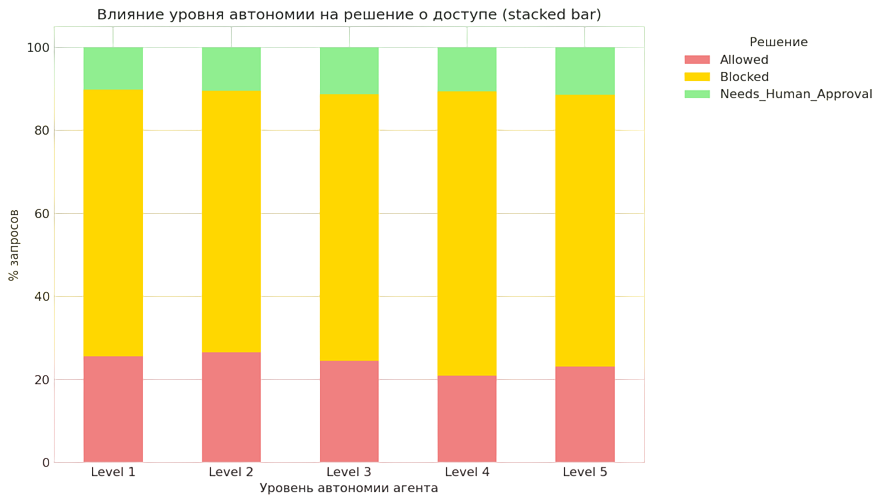 Влияние уровня автономии на решение о доступе (stacked bar)
Решение
Allowed
Blocked
Needs_Human_Approval
% запросов
100
80
60
40
20
0
Level 1
Level 2
Level 3
Level 4
Level 5
Уровень автономии агента